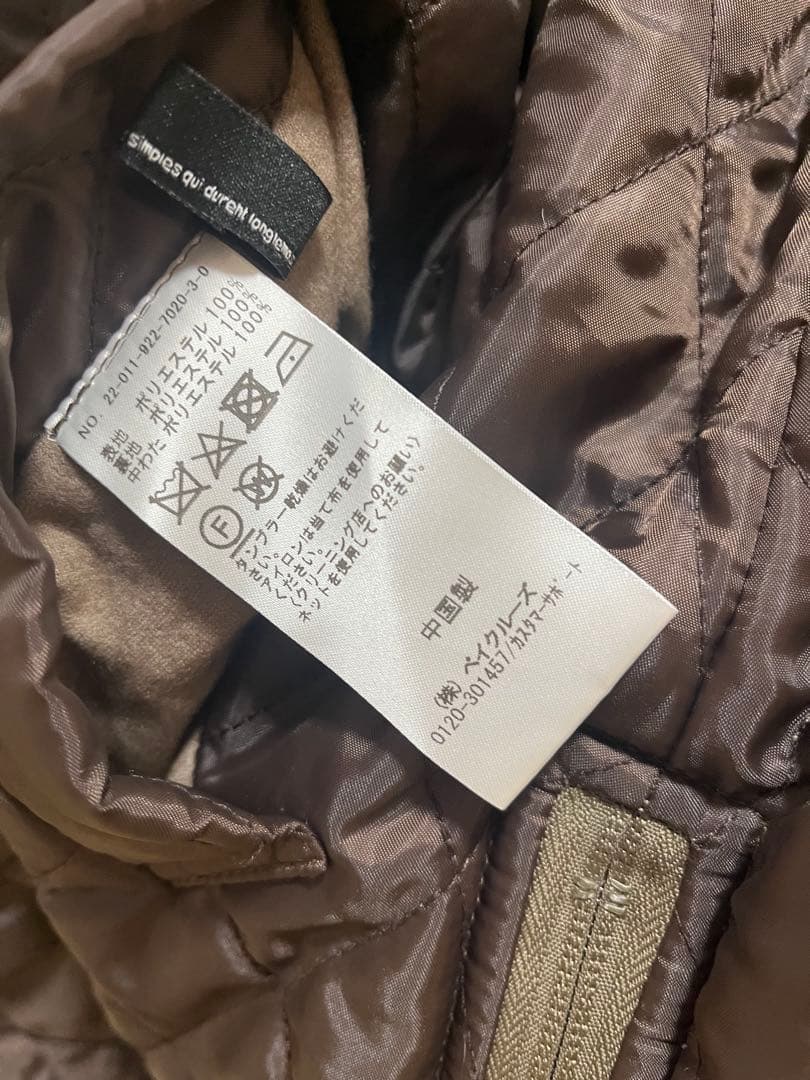 simples qui durent longtemps
NO. 22-011-922-7020-3-0
表地 ポリエステル 100%
裏地 ポリエステル 100%
中わた ポリエステル 100%
F
タンブラー乾燥はお避けくだ
さい。
アイロンは当て布を使用して
ください。
〈クリーニング店へのお願い〉
ネットを使用してください。
中国製
(株) ベイクルーズ
0120-301457/カスタマーサポート